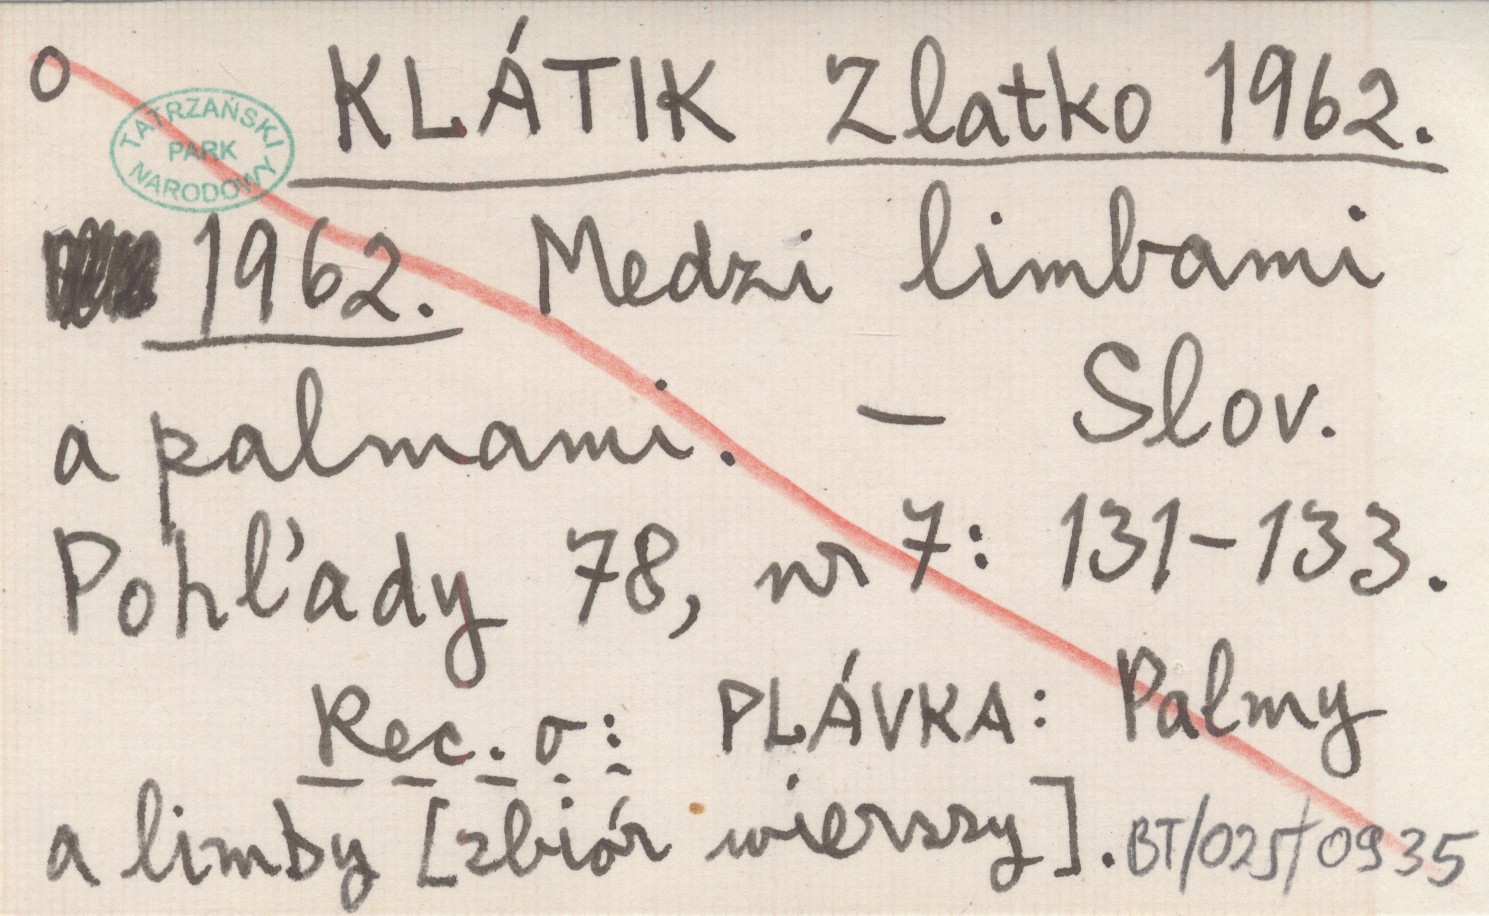 o KLÁTIK Zlatko 1962.
TATRZAŃSKI
PARK
NARODOWY
1962. Medzi limbami
a palmami. — Slov.
Pohľady 78, nr 7: 131-133.
Rec. o: PLÁVKA: Palmy
a limby [zbiór wierszy]. BT/025/0935